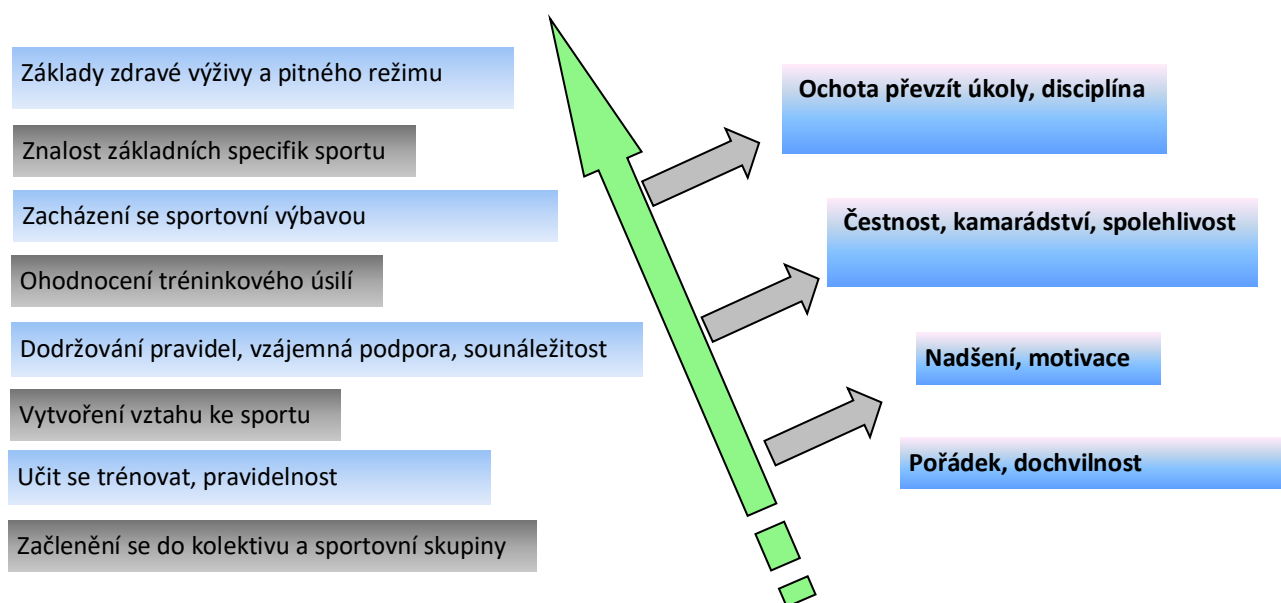 Základy zdravé výživy a pitného režimu
Znalost základních specifik sportu
Zacházení se sportovní výbavou
Ohodnocení tréninkového úsilí
Dodržování pravidel, vzájemná podpora, sounáležitost
Vytvoření vztahu ke sportu
Učit se trénovat, pravidelnost
Začlenění se do kolektivu a sportovní skupiny
Ochota převzít úkoly, disciplína
Čestnost, kamarádství, spolehlivost
Nadšení, motivace
Pořádek, dochvilnost